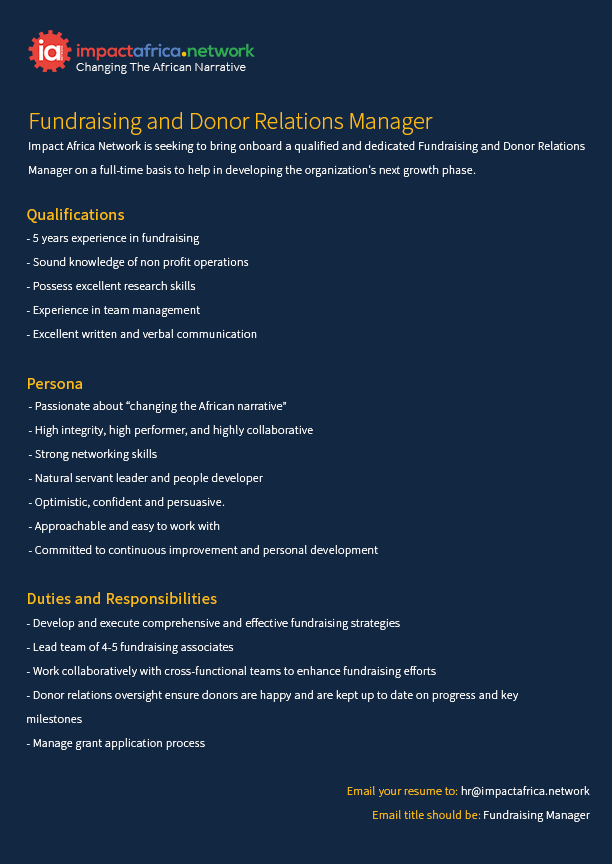 ia
impactafrica.network
Changing The African Narrative
Fundraising and Donor Relations Manager
Impact Africa Network is seeking to bring onboard a qualified and dedicated Fundraising and Donor Relations
Manager on a full-time basis to help in developing the organization's next growth phase.
Qualifications
- 5 years experience in fundraising
- Sound knowledge of non profit operations
- Possess excellent research skills
- Experience in team management
- Excellent written and verbal communication
Persona
- Passionate about “changing the African narrative”
- High integrity, high performer, and highly collaborative
- Strong networking skills
- Natural servant leader and people developer
- Optimistic, confident and persuasive.
- Approachable and easy to work with
- Committed to continuous improvement and personal development
Duties and Responsibilities
- Develop and execute comprehensive and effective fundraising strategies
- Lead team of 4-5 fundraising associates
- Work collaboratively with cross-functional teams to enhance fundraising efforts
- Donor relations oversight ensure donors are happy and are kept up to date on progress and key
milestones
- Manage grant application process
Email your resume to: hr@impactafrica.network
Email title should be: Fundraising Manager